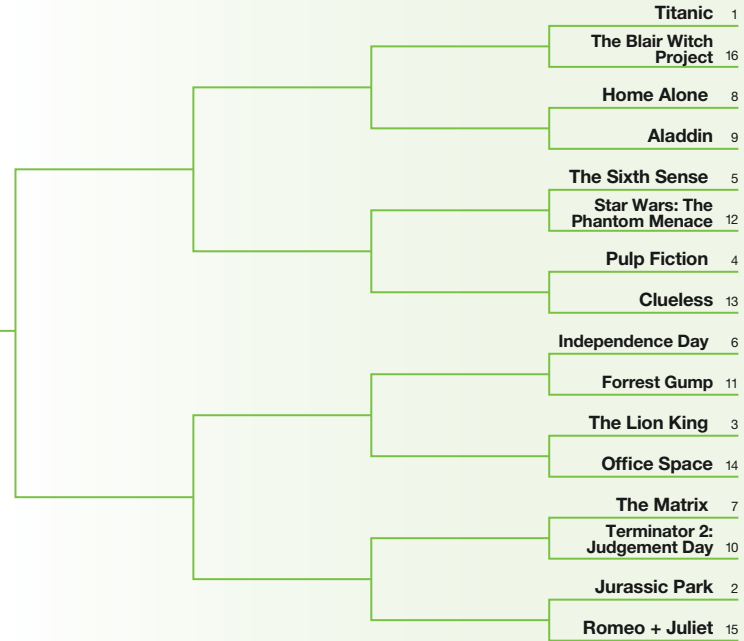 Titanic 1
The Blair Witch
Project 16
Home Alone 8
Aladdin 9
The Sixth Sense 5
Star Wars: The
Phantom Menace 12
Pulp Fiction 4
Clueless 13
Independence Day 6
Forrest Gump 11
The Lion King 3
Office Space 14
The Matrix 7
Terminator 2:
Judgement Day 10
Jurassic Park 2
Romeo + Juliet 15